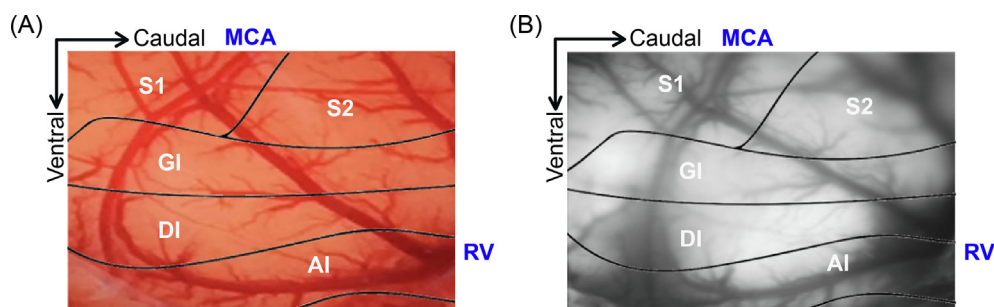 (A)
Caudal MCA
Ventral
S1
S2
GI
DI
AI
RV
(B)
Caudal MCA
Ventral
S1
S2
GI
DI
AI
RV